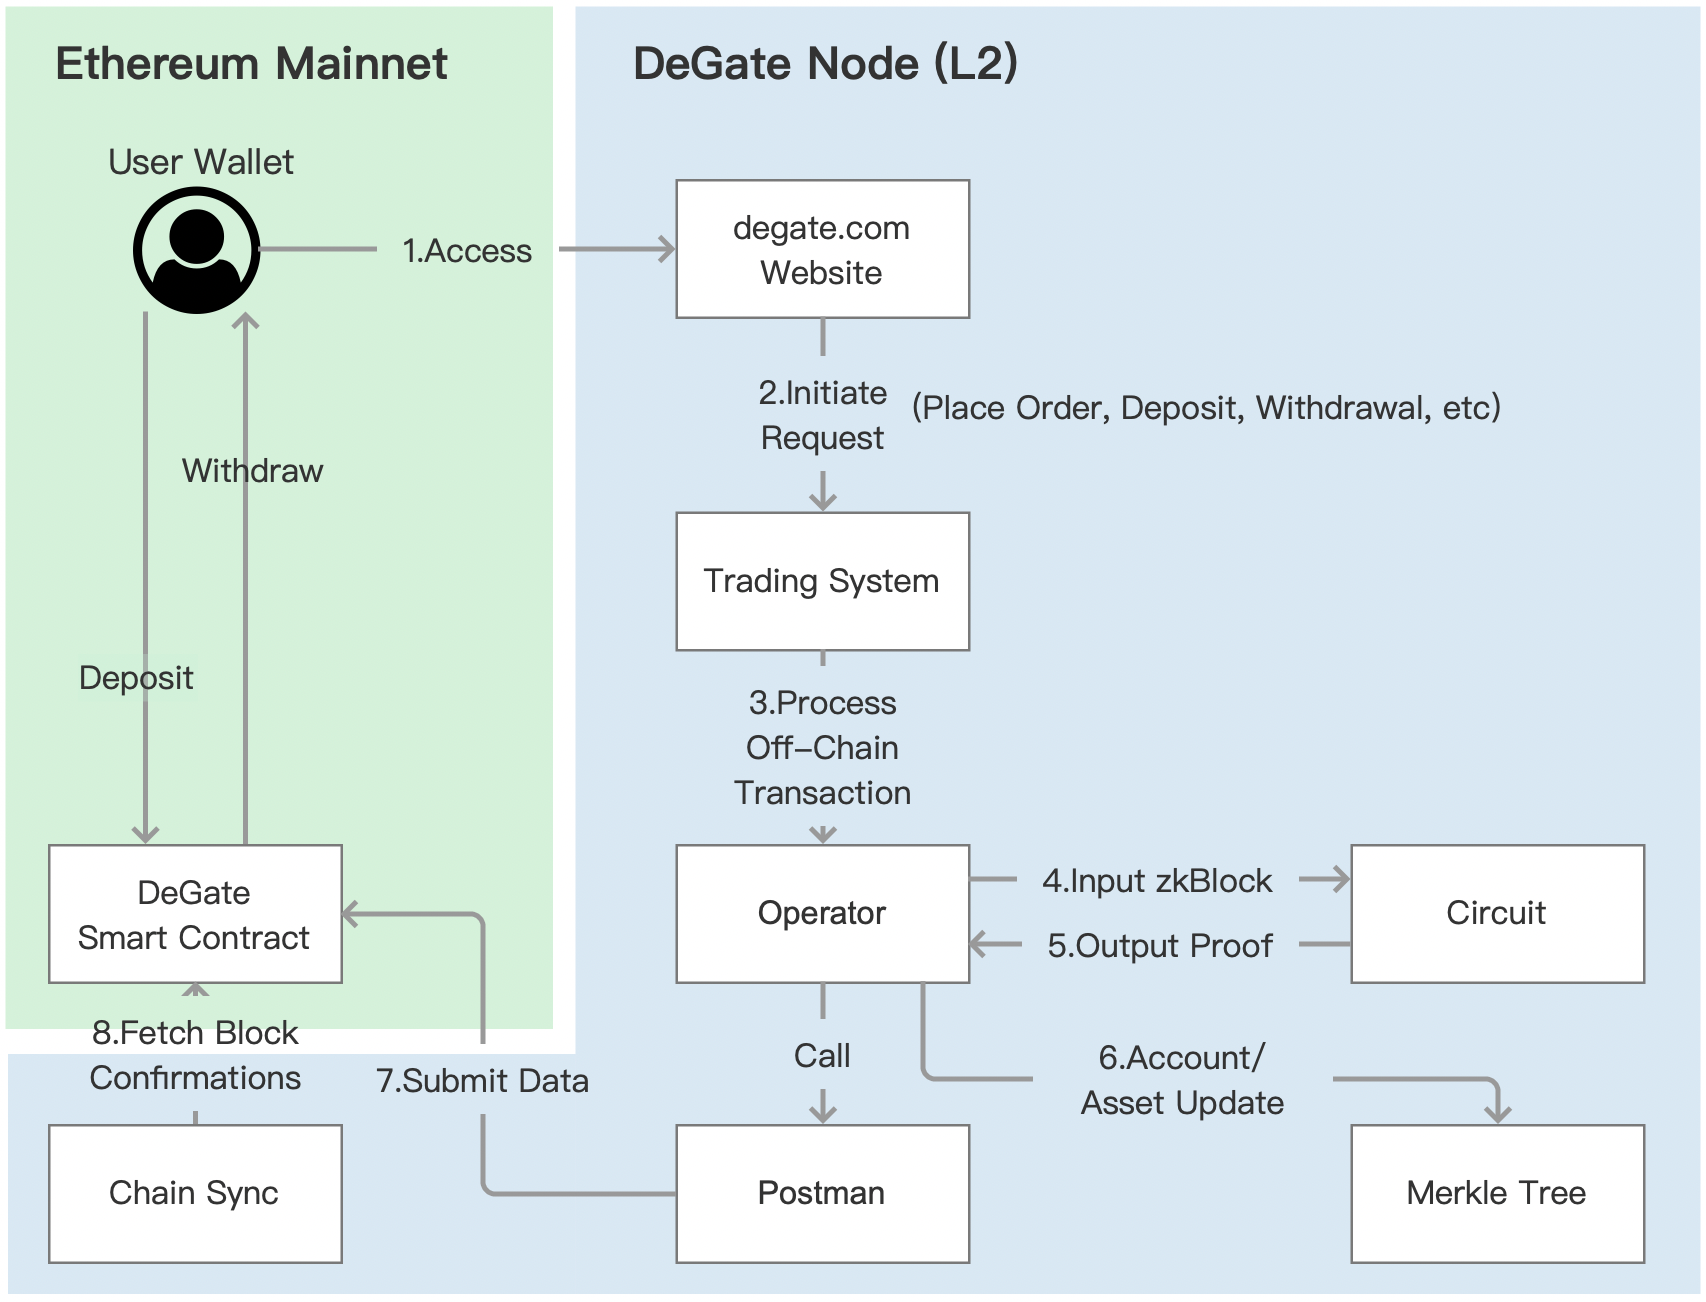 Ethereum Mainnet
DeGate Node (L2)
User Wallet
1.Access
degate.com
Website
2.Initiate
Request
(Place Order, Deposit, Withdrawal, etc)
Withdraw
Trading System
Deposit
3.Process
Off–Chain
Transaction
DeGate
Smart Contract
Operator
4.Input zkBlock
5.Output Proof
Circuit
8.Fetch Block
Confirmations
7.Submit Data
Call
6.Account/
Asset Update
Chain Sync
Postman
Merkle Tree